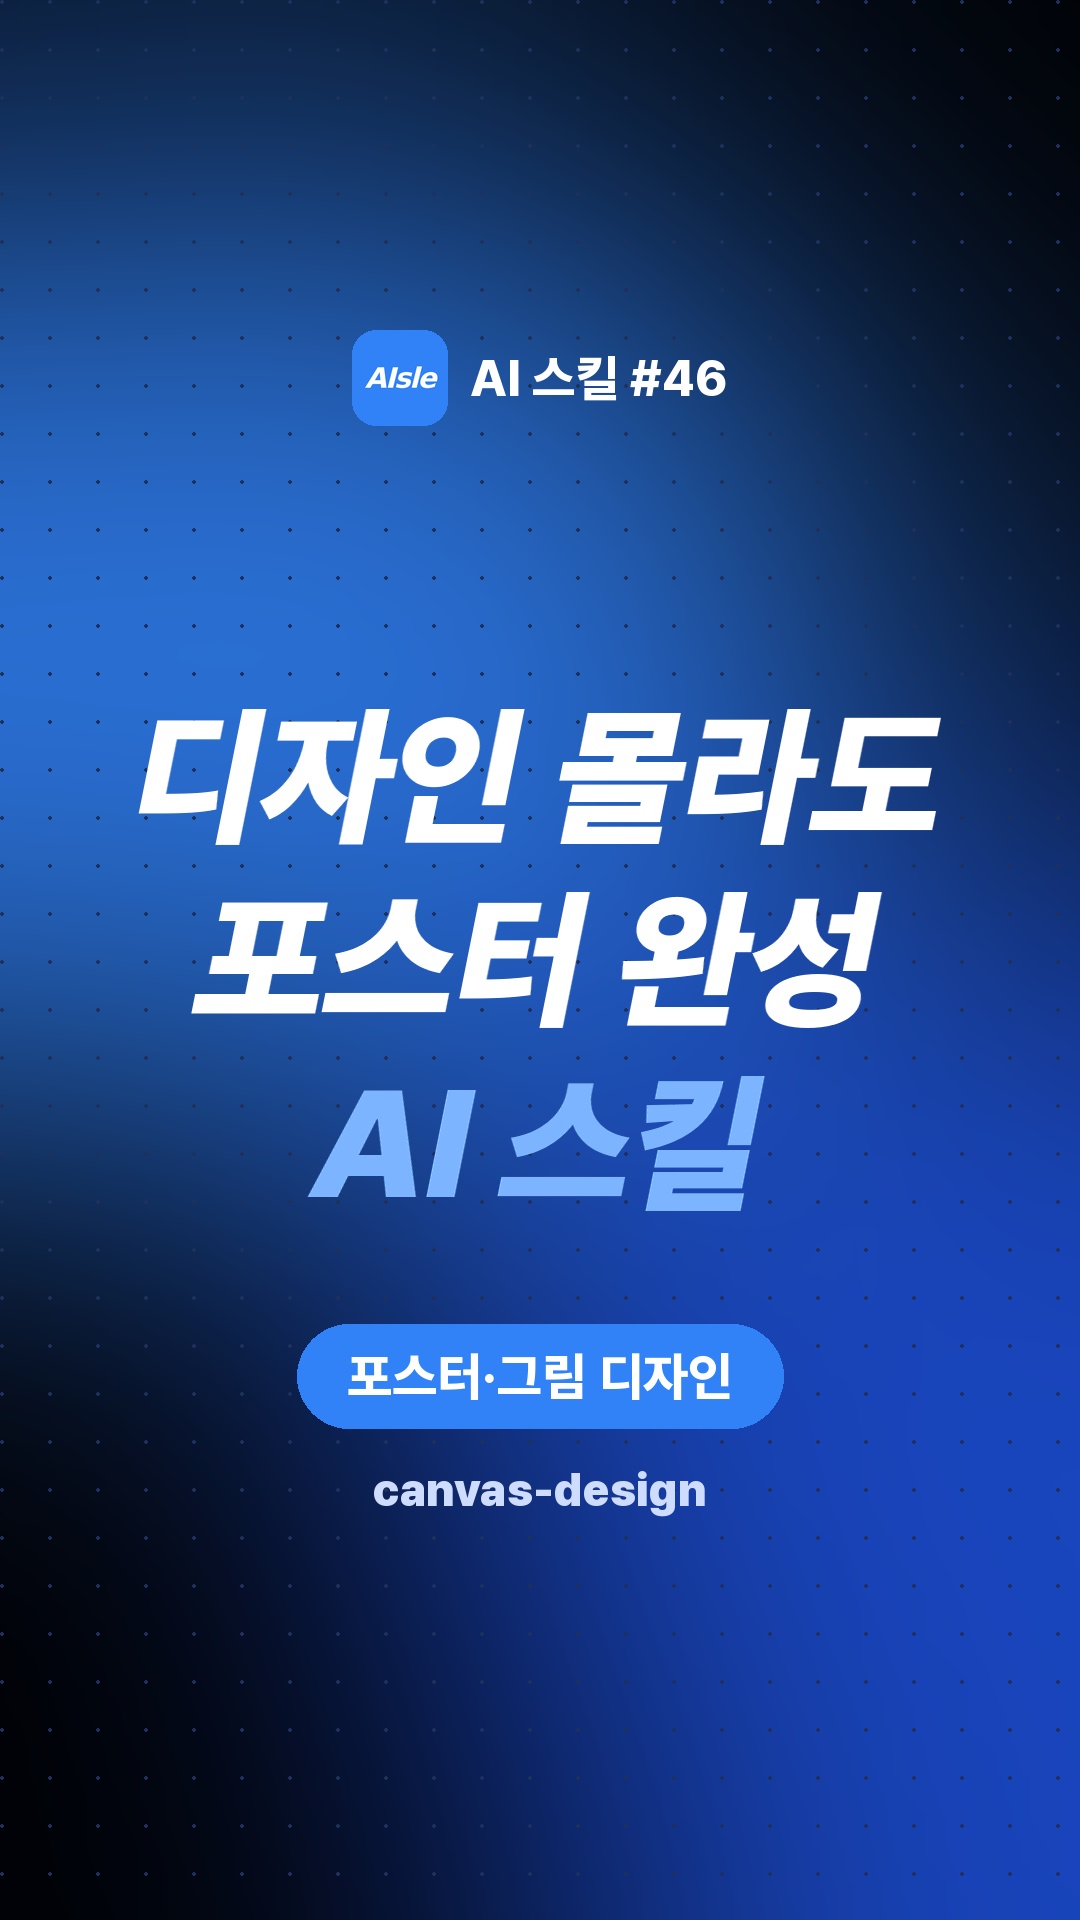 AIsle
AI 스킬 #46
디자인 몰라도
포스터 완성
AI 스킬
포스터·그림 디자인
canvas-design